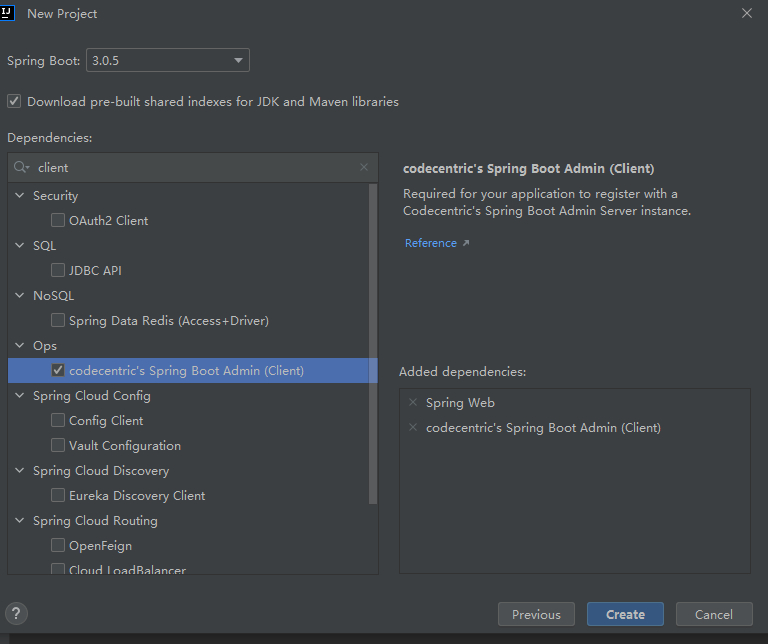 IJ New Project
Spring Boot: 3.0.5
Download pre-built shared indexes for JDK and Maven libraries
Dependencies:
client
Security
OAuth2 Client
SQL
JDBC API
NoSQL
Spring Data Redis (Access+Driver)
Ops
codecentric's Spring Boot Admin (Client)
Spring Cloud Config
Config Client
Vault Configuration
Spring Cloud Discovery
Eureka Discovery Client
Spring Cloud Routing
OpenFeign
Cloud LoadBalancer
codecentric's Spring Boot Admin (Client)
Required for your application to register with a
Codecentric's Spring Boot Admin Server instance.
Reference
Added dependencies:
Spring Web
codecentric's Spring Boot Admin (Client)
? Previous Create Cancel